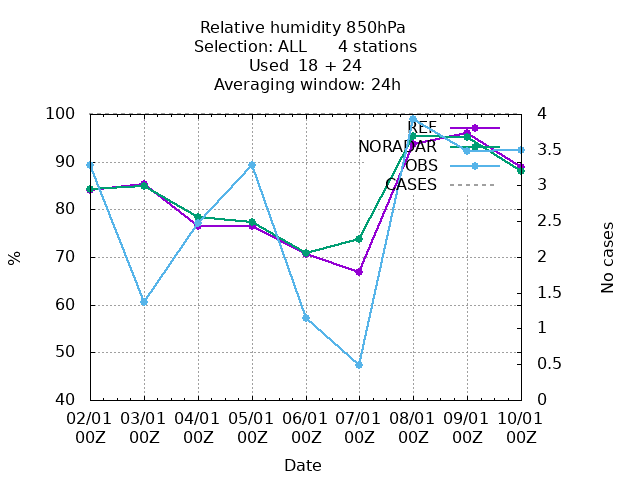 Relative humidity 850hPa
Selection: ALL      4 stations
Used  18 + 24
Averaging window: 24h
100
90
80
70
60
50
40
%
4
3.5
3
2.5
2
1.5
1
0.5
0
No cases
REF
NORADAR
OBS
CASES
02/01 03/01 04/01 05/01 06/01 07/01 08/01 09/01 10/01
00Z 00Z 00Z 00Z 00Z 00Z 00Z 00Z 00Z
Date